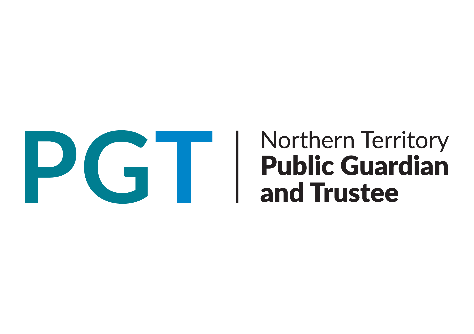 PGT
Northern Territory
Public Guardian
and Trustee